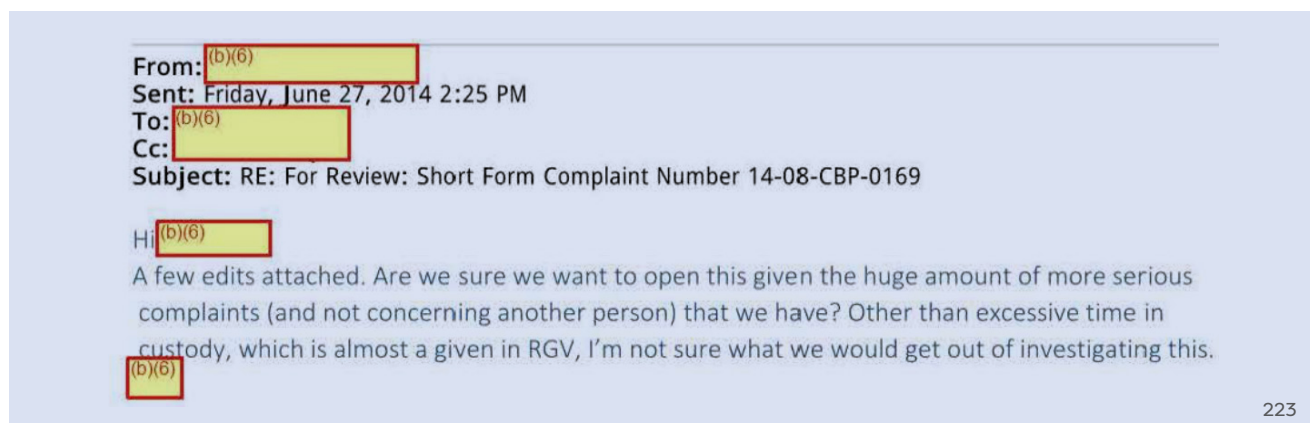 From: (b)(6)
Sent: Friday, June 27, 2014 2:25 PM
To: (b)(6)
Cc:
Subject: RE: For Review: Short Form Complaint Number 14-08-CBP-0169
Hi (b)(6)
A few edits attached. Are we sure we want to open this given the huge amount of more serious
complaints (and not concerning another person) that we have? Other than excessive time in
custody, which is almost a given in RGV, I'm not sure what we would get out of investigating this.
(b)(6)
223